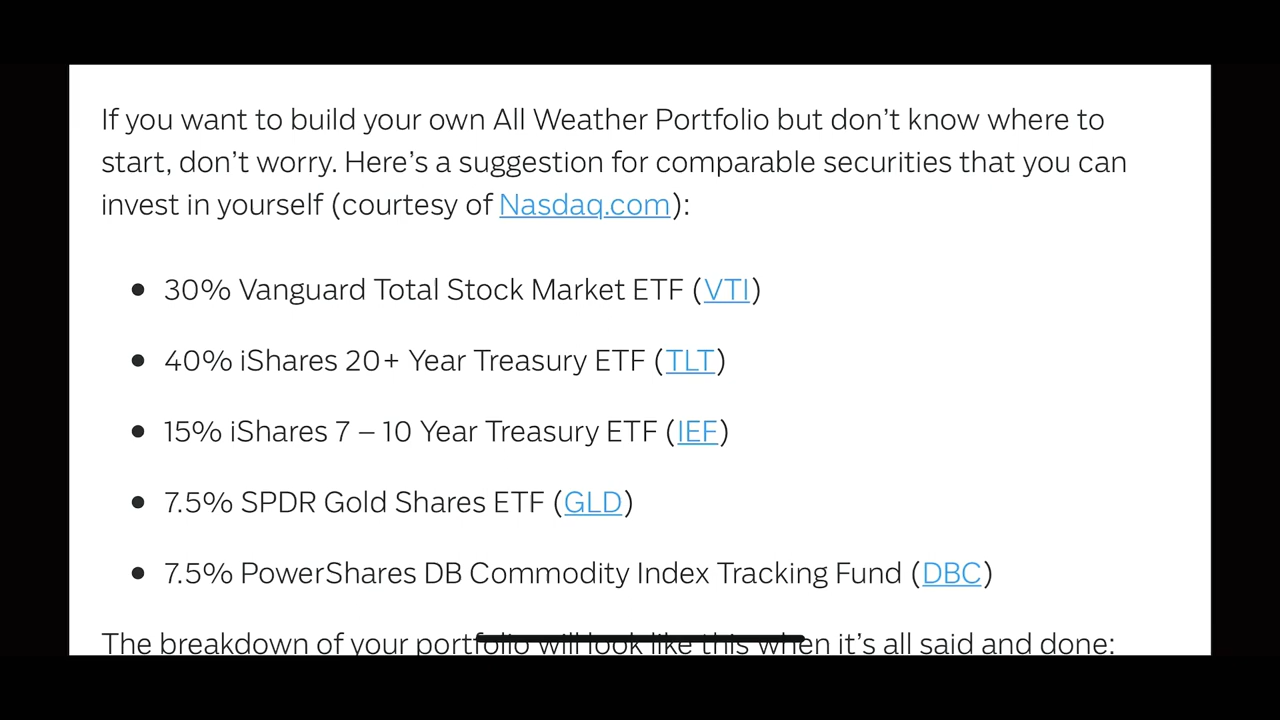 If you want to build your own All Weather Portfolio but don’t know where to
start, don’t worry. Here’s a suggestion for comparable securities that you can
invest in yourself (courtesy of Nasdaq.com):
• 30% Vanguard Total Stock Market ETF (VTI)
• 40% iShares 20+ Year Treasury ETF (TLT)
• 15% iShares 7 – 10 Year Treasury ETF (IEF)
• 7.5% SPDR Gold Shares ETF (GLD)
• 7.5% PowerShares DB Commodity Index Tracking Fund (DBC)
The breakdown of your portfolio will look like this when it’s all said and done: